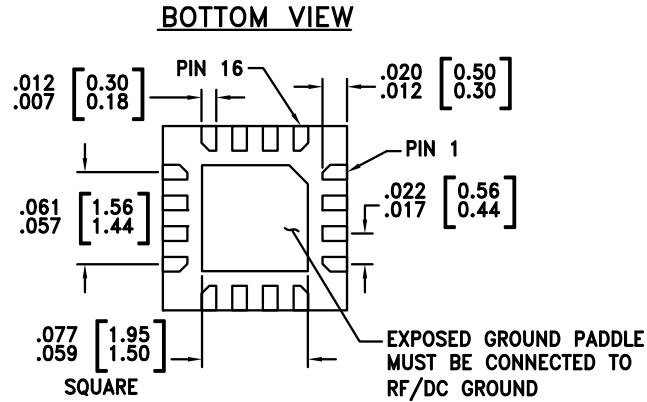 BOTTOM VIEW
PIN 16
.012 [0.30]
.007 [0.18]
.020 [0.50]
.012 [0.30]
PIN 1
.022 [0.56]
.017 [0.44]
.061 [1.56]
.057 [1.44]
.077 [1.95]
.059 [1.50]
SQUARE
EXPOSED GROUND PADDLE
MUST BE CONNECTED TO
RF/DC GROUND